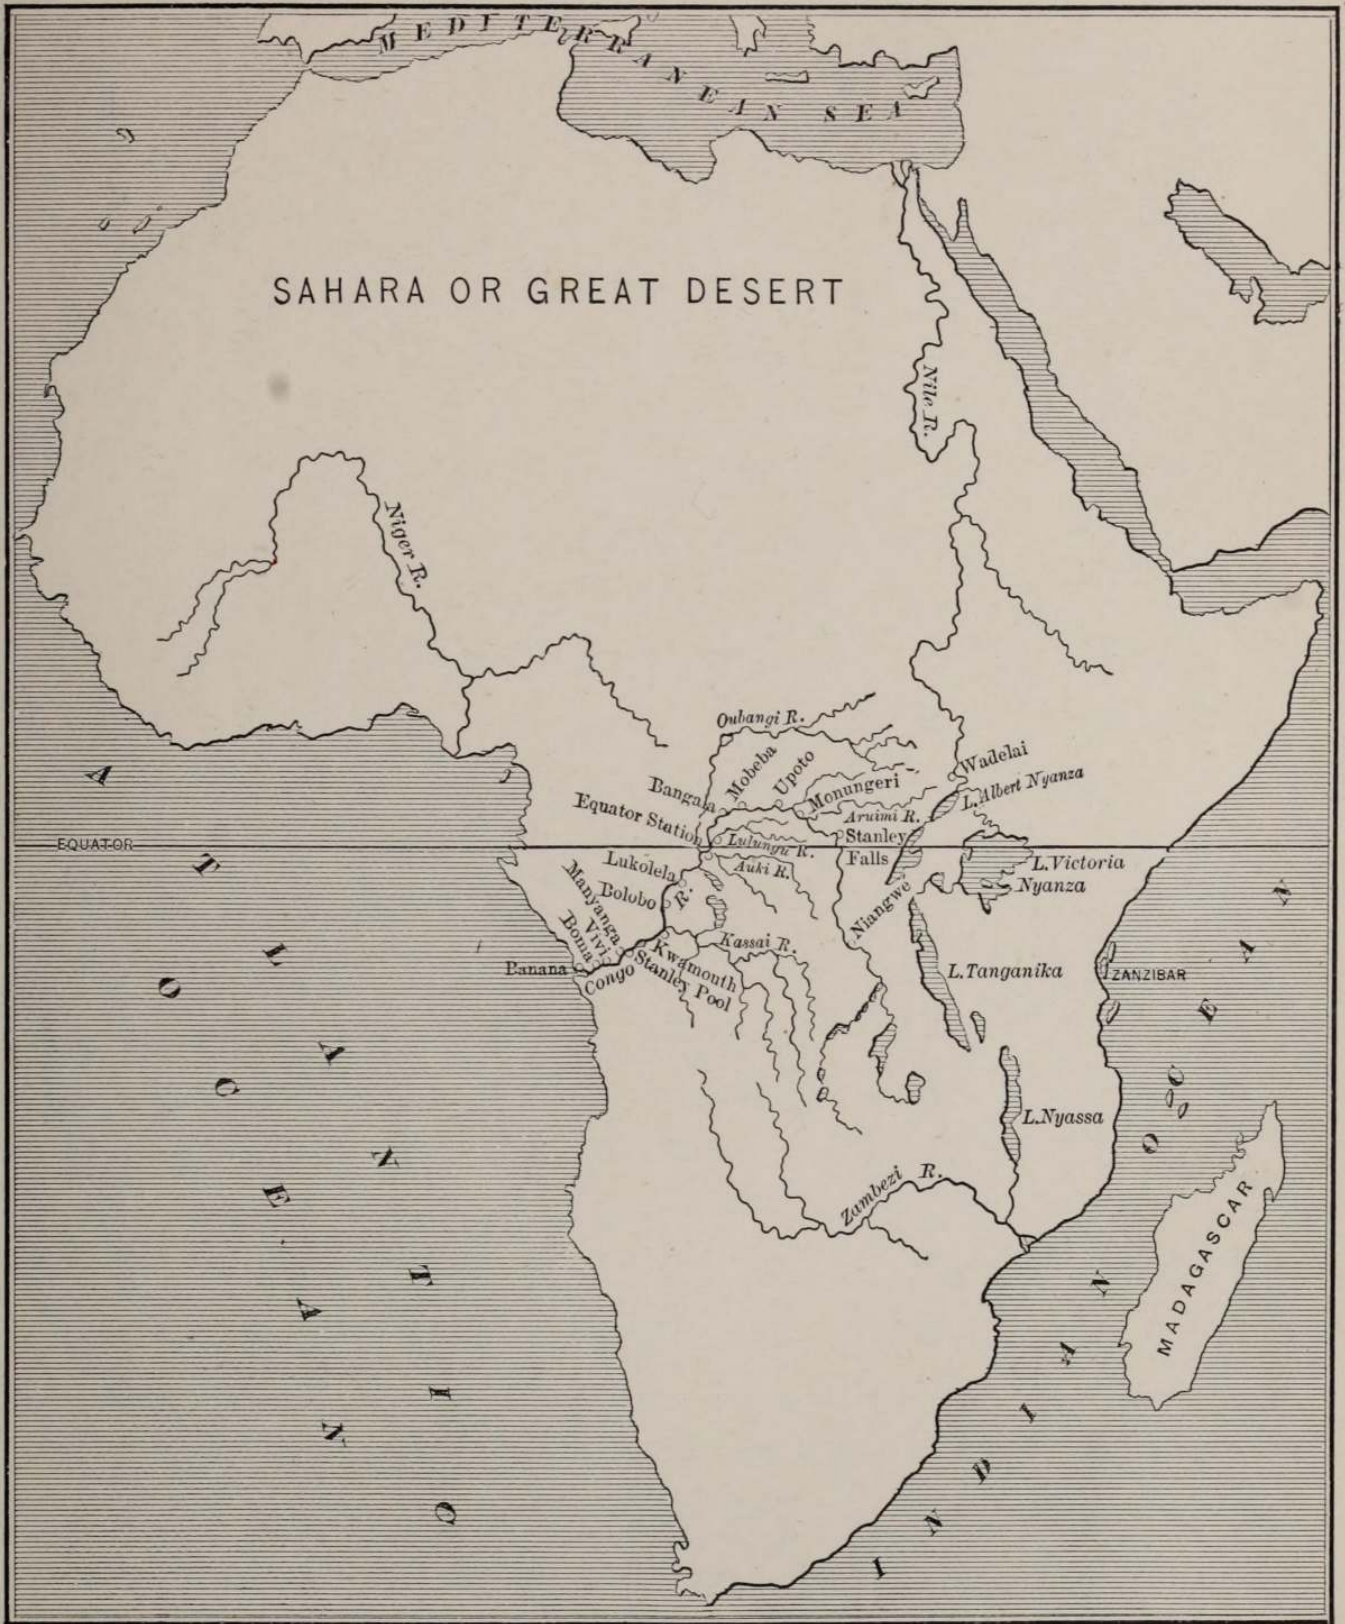 MEDITERRANEAN SEA
SAHARA OR GREAT DESERT
Nile R.
Niger R.
Oubangi R.
Mobeba
Upoto
Wadelai
Bangala
Monungeri
L. Albert Nyanza
Equator Station
Aruimi R.
EQUATOR
Lulungu R.
Stanley
Falls
Lukolela
Auki R.
L. Victoria
Nyanza
Manyanga
Bolobo
R.
Niangwe
Vivi
Boma
Kassai R.
Kwamouth
Banana
Stanley Pool
Congo
L. Tanganika
ZANZIBAR
L. Nyassa
Zambezi R.
MADAGASCAR
ATLANTIC
OCEAN
INDIAN OCEAN